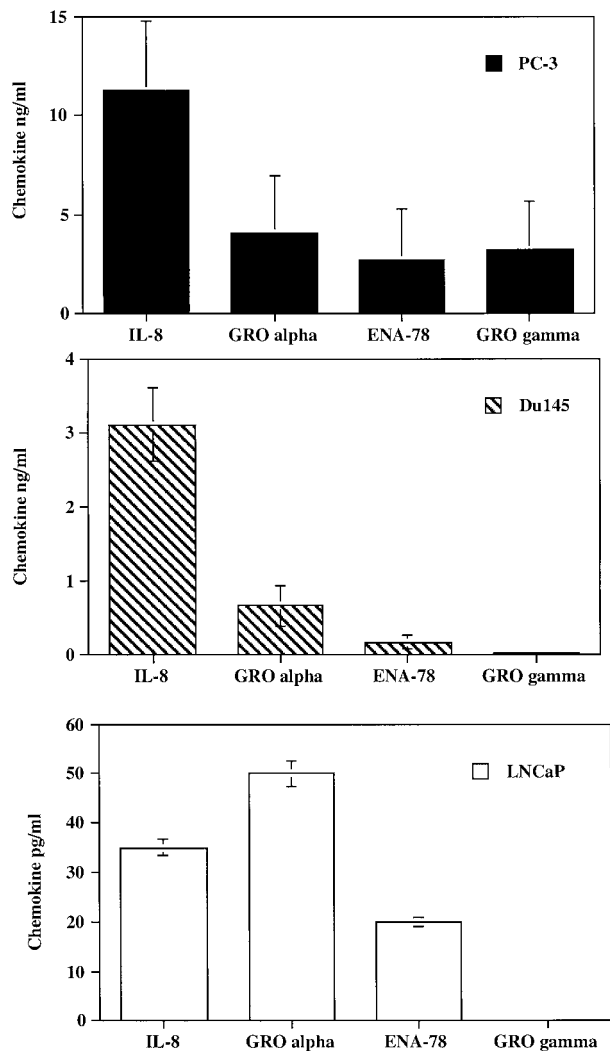 15
10
5
0
Chemokine ng/ml
PC-3
IL-8 GRO alpha ENA-78 GRO gamma
4
3
2
1
0
Chemokine ng/ml
Du145
IL-8 GRO alpha ENA-78 GRO gamma
60
50
40
30
20
10
0
Chemokine pg/ml
LNCaP
IL-8 GRO alpha ENA-78 GRO gamma